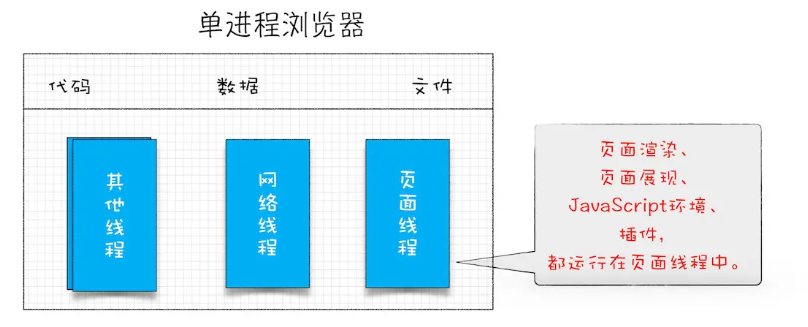 单进程浏览器
代码 数据 文件
其他线程
网络线程
页面线程
页面渲染、
页面展现、
JavaScript环境、
插件,
都运行在页面线程中。